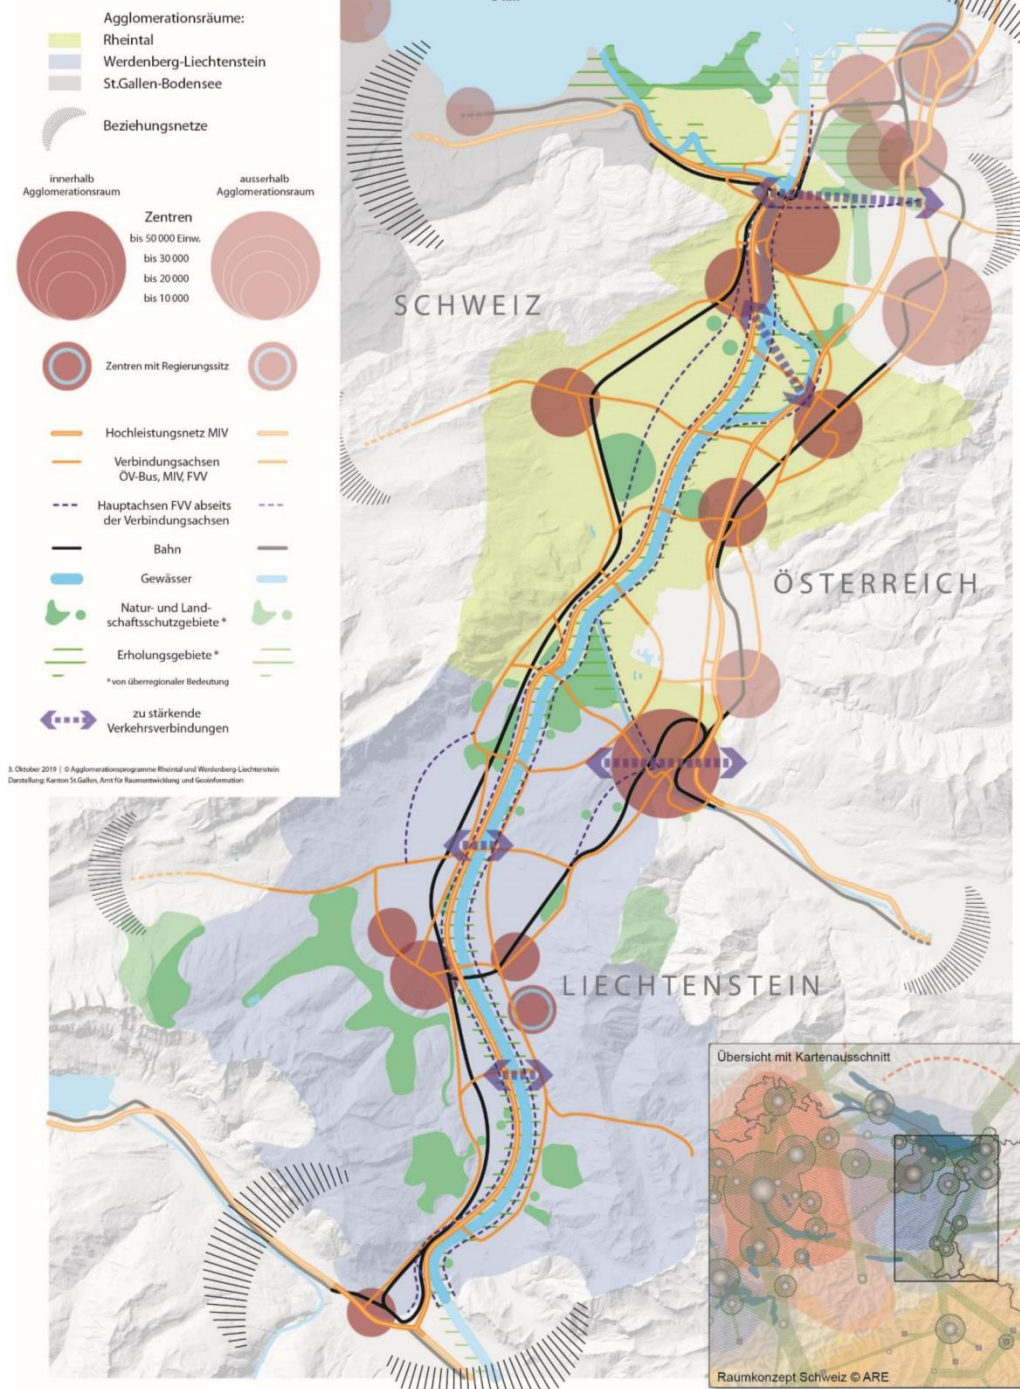 Agglomerationsräume:
Rheintal
Werdenberg-Liechtenstein
St.Gallen-Bodensee
Beziehungsnetze
innerhalb
Agglomerationsraum
ausserhalb
Agglomerationsraum
Zentren
bis 50 000 Einw.
bis 30 000
bis 20 000
bis 10 000
Zentren mit Regierungssitz
Hochleistungsnetz MIV
Verbindungsachsen
ÖV-Bus, MIV, FVV
Hauptachsen FVV abseits
der Verbindungsachsen
Bahn
Gewässer
Natur- und Land-
schaftsschutzgebiete *
Erholungsgebiete *
* von überregionaler Bedeutung
zu stärkende
Verkehrsverbindungen
3. Oktober 2019 | © Agglomerationsprogramme Rheintal und Werdenberg-Liechtenstein
Darstellung: Kanton St.Gallen, Amt für Raumentwicklung und Geoinformation
SCHWEIZ
ÖSTERREICH
LIECHTENSTEIN
Übersicht mit Kartenausschnitt
Raumkonzept Schweiz © ARE